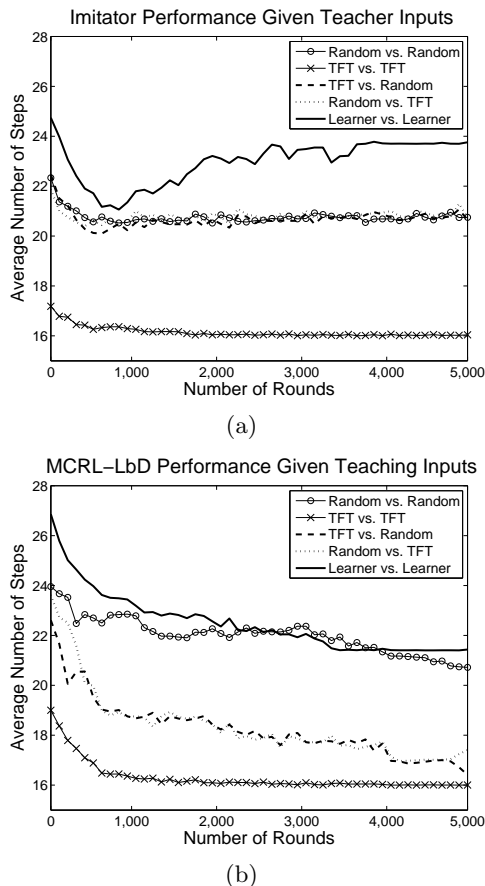 Imitator Performance Given Teacher Inputs
28
26
24
22
20
18
16
Average Number of Steps
Random vs. Random
TFT vs. TFT
TFT vs. Random
Random vs. TFT
Learner vs. Learner
0 1,000 2,000 3,000 4,000 5,000
Number of Rounds
(a)
MCRL-LbD Performance Given Teaching Inputs
28
26
24
22
20
18
16
Average Number of Steps
Random vs. Random
TFT vs. TFT
TFT vs. Random
Random vs. TFT
Learner vs. Learner
0 1,000 2,000 3,000 4,000 5,000
Number of Rounds
(b)